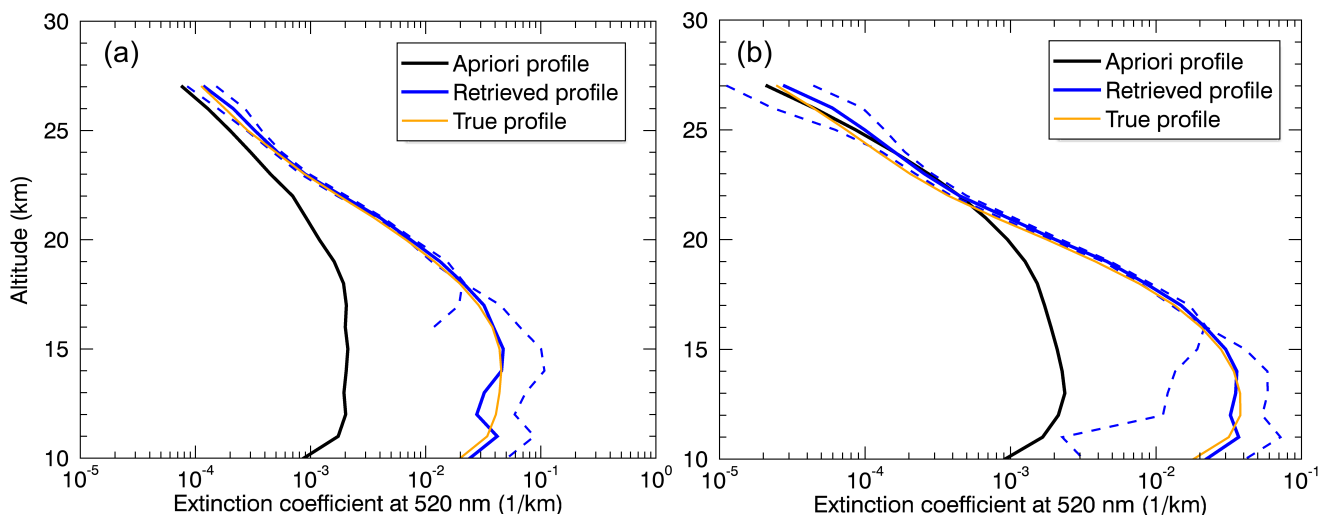 (a)
Apriori profile
Retrieved profile
True profile
30
25
20
15
10
Altitude (km)
10⁻⁵ 10⁻⁴ 10⁻³ 10⁻² 10⁻¹ 10⁰
Extinction coefficient at 520 nm (1/km)
(b)
Apriori profile
Retrieved profile
True profile
30
25
20
15
10
10⁻⁵ 10⁻⁴ 10⁻³ 10⁻² 10⁻¹
Extinction coefficient at 520 nm (1/km)